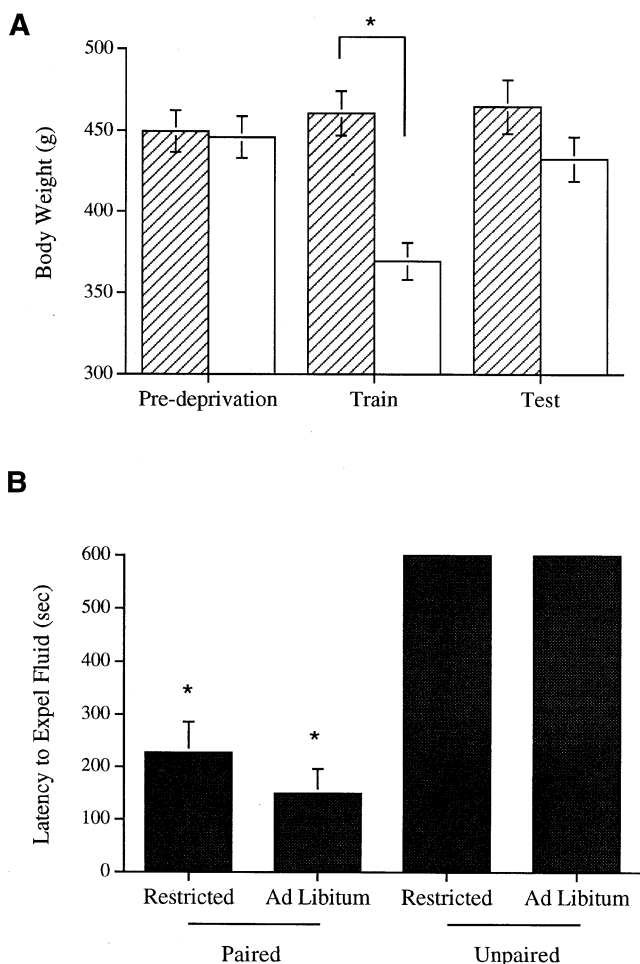 A
*
Body Weight (g)
500
450
400
350
300
Pre-deprivation Train Test
B
Latency to Expel Fluid (sec)
600
500
400
300
200
100
0
*
*
Restricted Ad Libitum Restricted Ad Libitum
Paired Unpaired